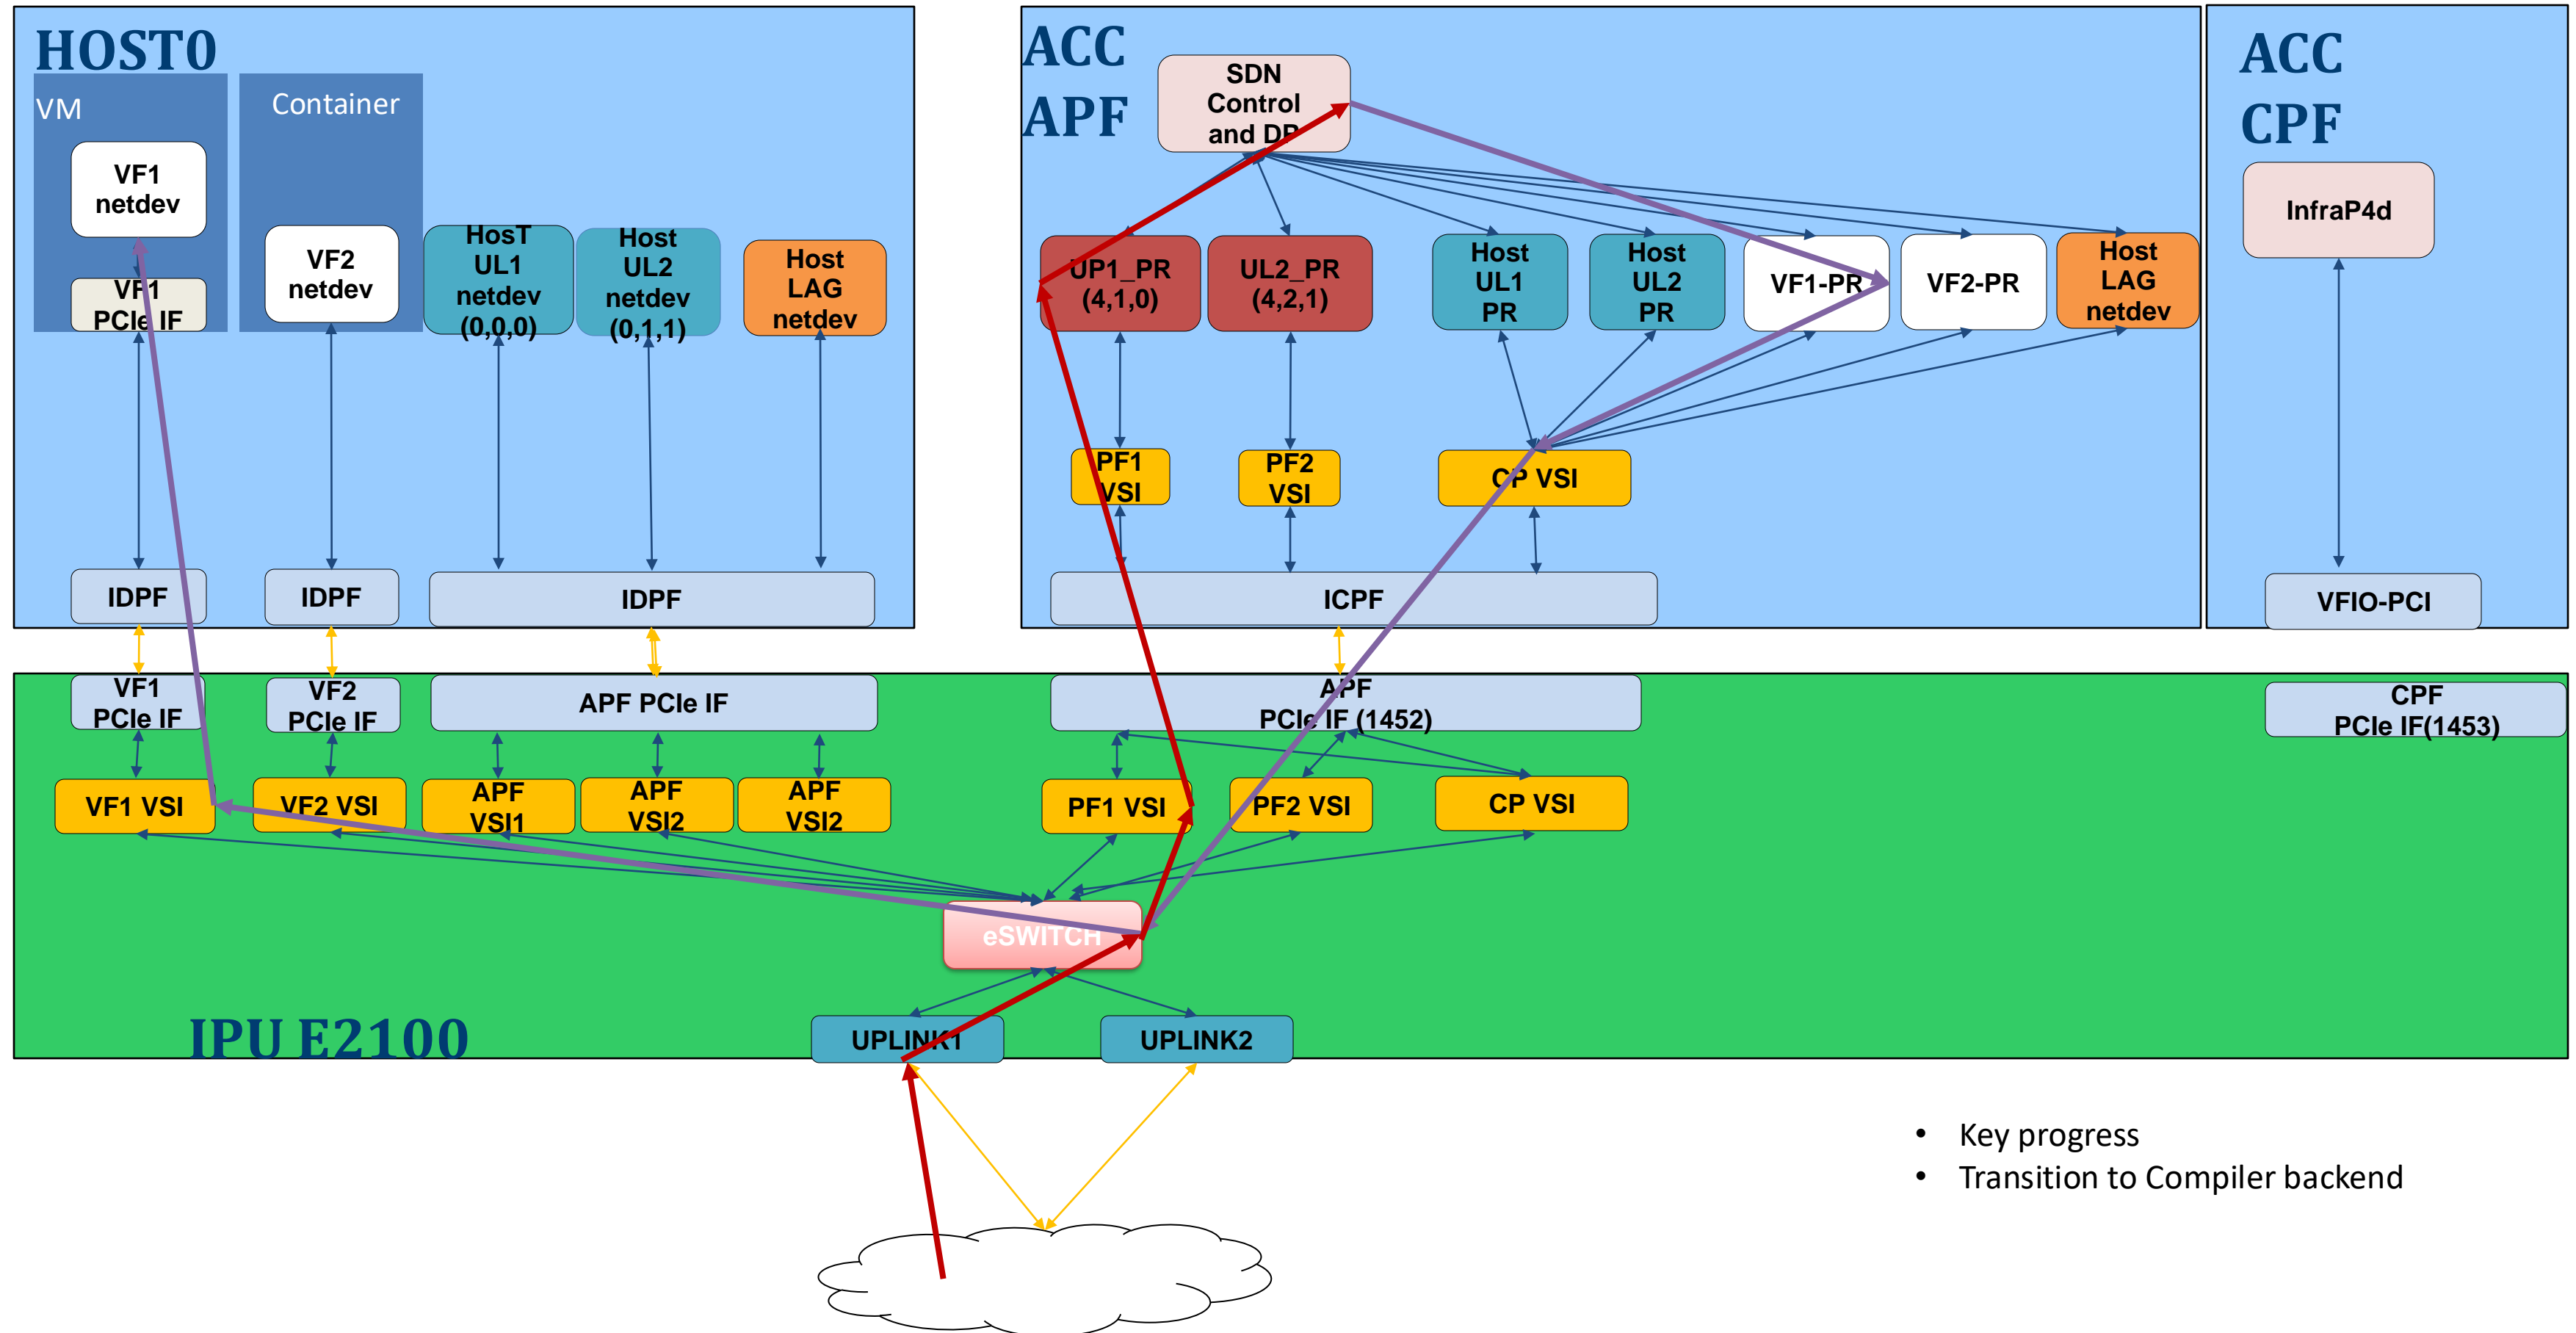 HOST0
VM
Container
VF1
netdev
VF1
PCIe IF
VF2
netdev
HosT
UL1
netdev
(0,0,0)
Host
UL2
netdev
(0,1,1)
Host
LAG
netdev
IDPF
IDPF
IDPF
ACC
APF
SDN
Control
and DP
UP1_PR
(4,1,0)
UL2_PR
(4,2,1)
Host
UL1
PR
Host
UL2
PR
VF1-PR
VF2-PR
Host
LAG
netdev
PF1
VSI
PF2
VSI
CP VSI
ICPF
ACC
CPF
InfraP4d
VFIO-PCI
VF1
PCIe IF
VF2
PCIe IF
APF PCIe IF
APF
PCIe IF (1452)
CPF
PCIe IF(1453)
VF1 VSI
VF2 VSI
APF
VSI1
APF
VSI2
APF
VSI2
PF1 VSI
PF2 VSI
CP VSI
eSWITCH
IPU E2100
UPLINK1
UPLINK2
• Key progress
• Transition to Compiler backend